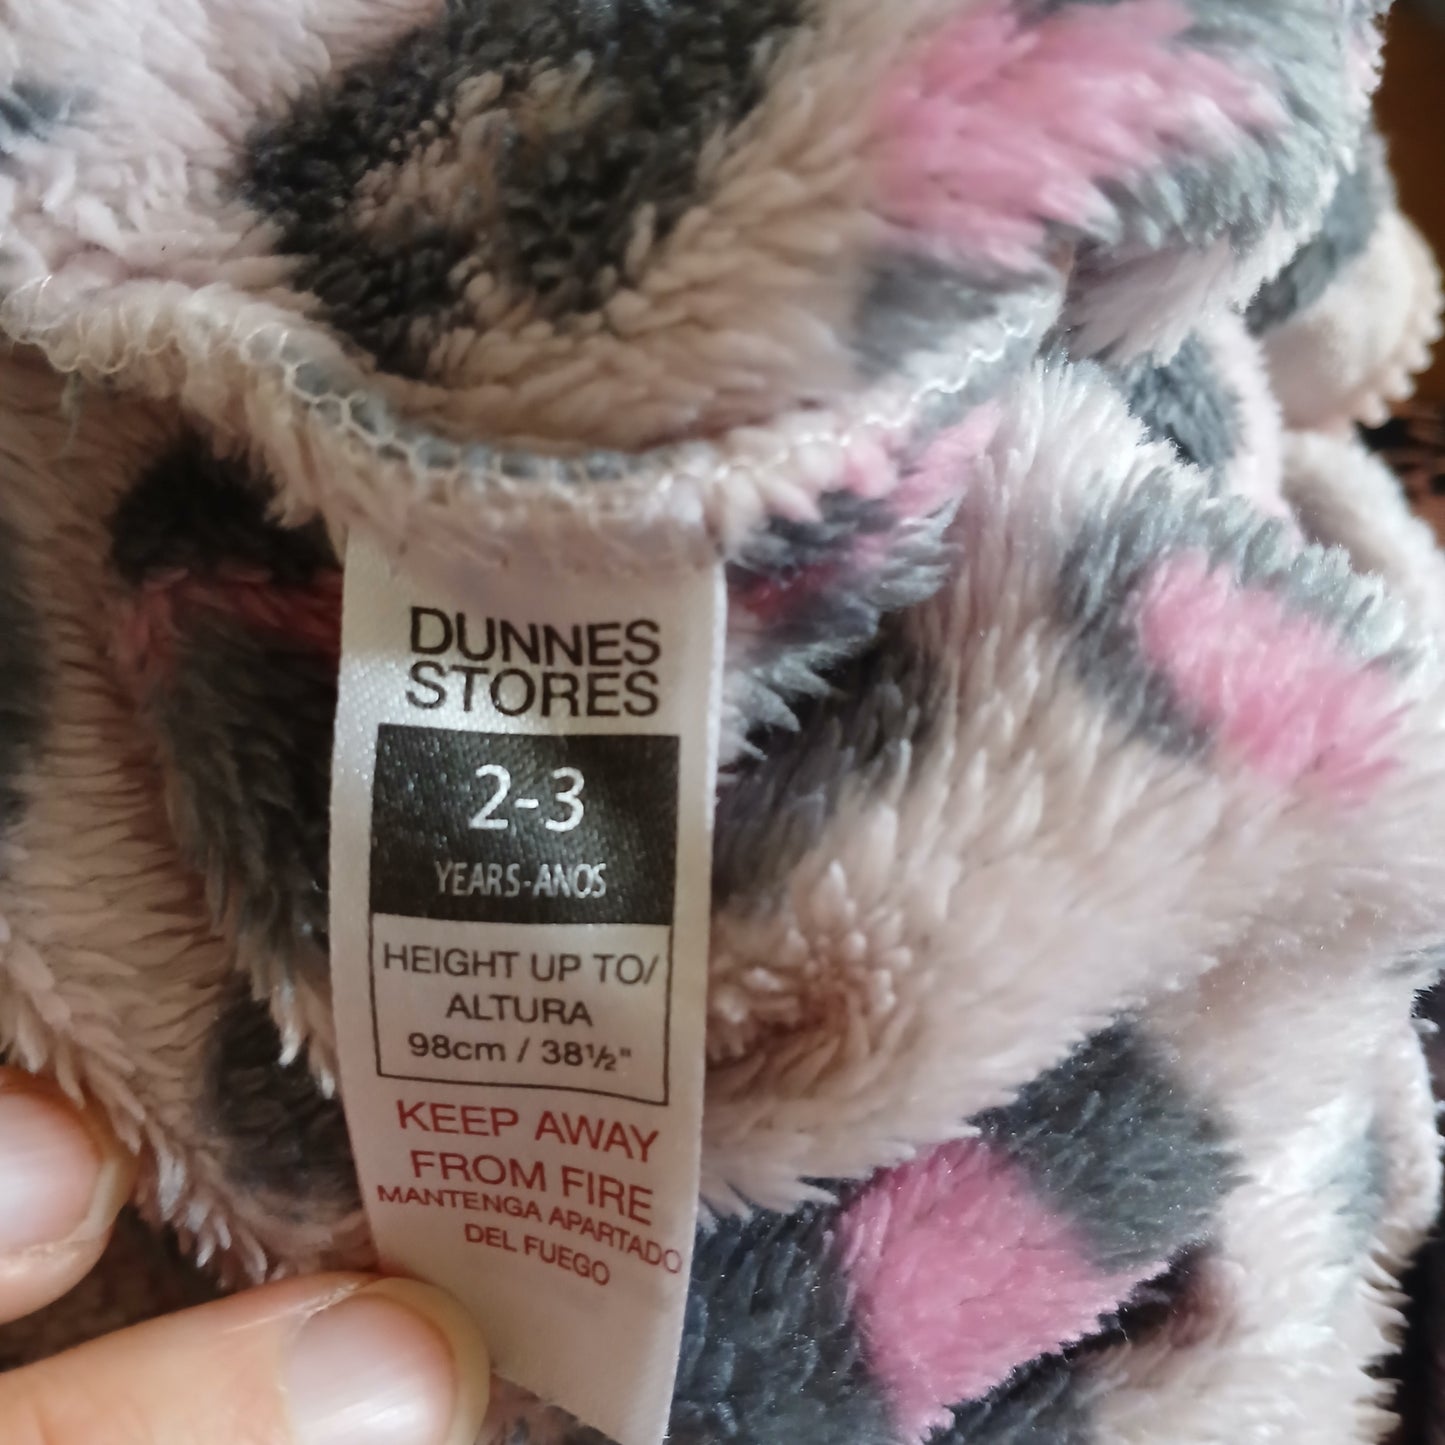 DUNNES
STORES
2-3
YEARS-ANOS
HEIGHT UP TO/
ALTURA
98cm / 38½"
KEEP AWAY
FROM FIRE
MANTENGA APARTADO
DEL FUEGO